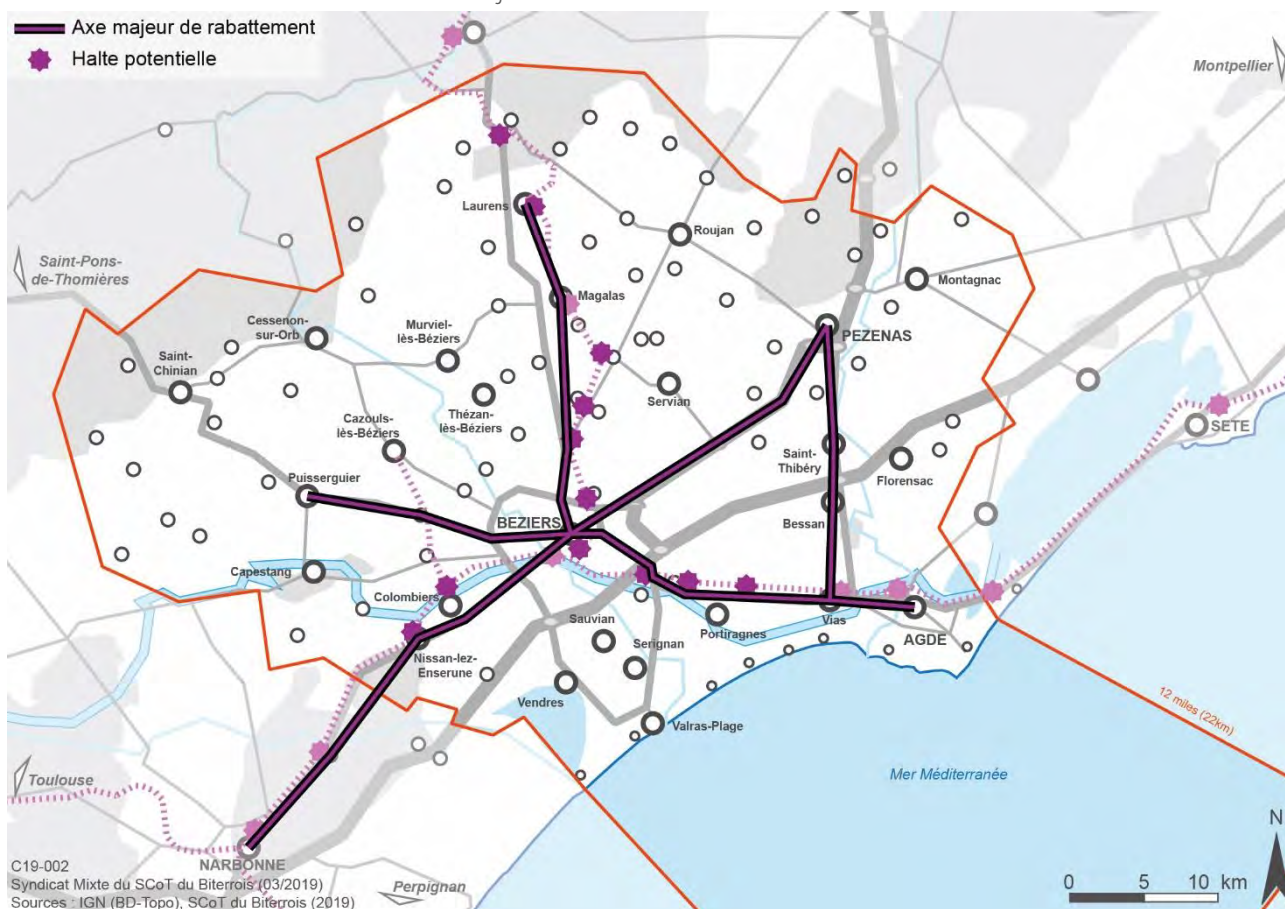 Axe majeur de rabattement
Halte potentielle
Montpellier
Laurens
Roujan
Saint-Pons-
de-Thomières
Montagnac
Magalas
Cessenon-
sur-Orb
Murviel-
lès-Béziers
PEZENAS
Saint-
Chinian
Servian
Thézan-
lès-Béziers
Cazouls-
lès-Béziers
SETE
Saint-
Thibéry
Florensac
Puisserguier
Bessan
BEZIERS
Capestang
Colombiers
Sauvian
Portiragnes
Vias
AGDE
Serignan
Nissan-lez-
Enserune
Vendres
12 miles (22km)
Valras-Plage
Toulouse
Mer Méditerranée
N
NARBONNE
C19-002
Syndicat Mixte du SCoT du Biterrois (03/2019)
Perpignan
Sources : IGN (BD-Topo), SCoT du Biterrois (2019)
0 5 10 km